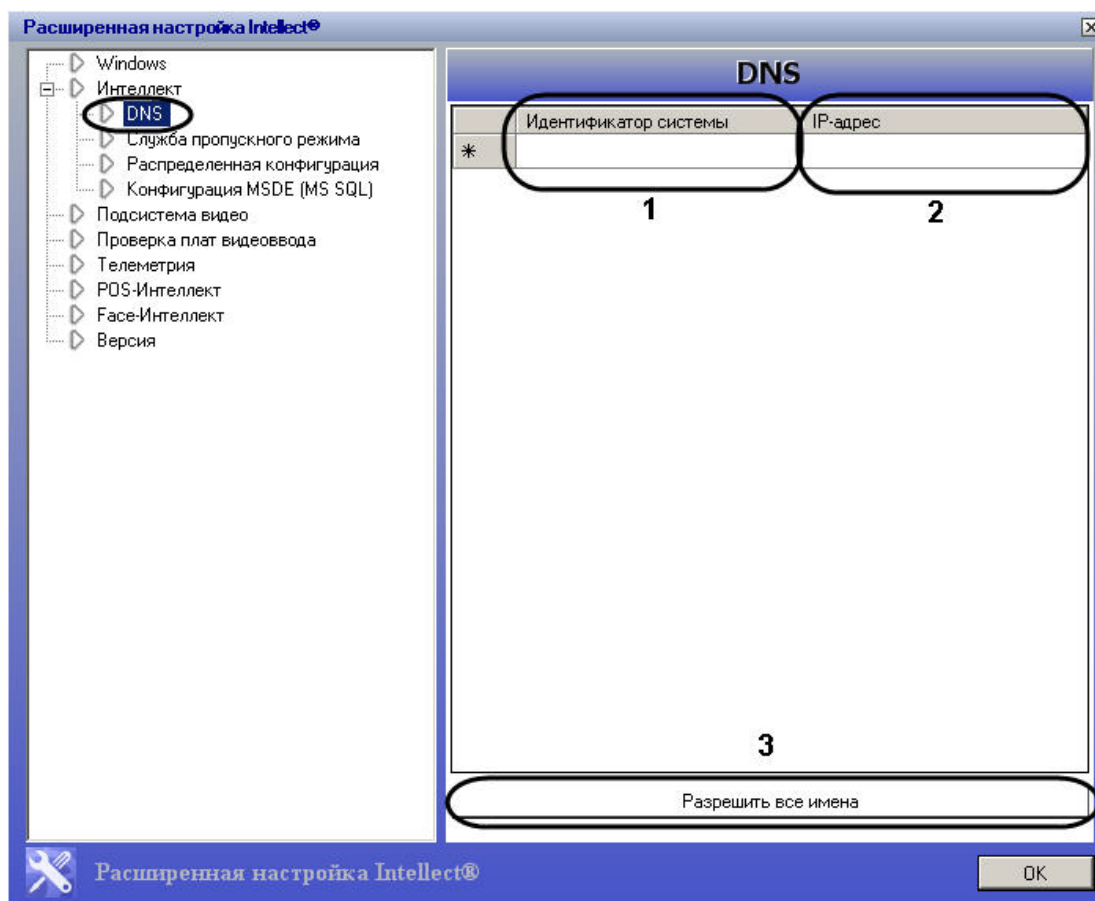 Расширенная настройка Intellect®
Windows
Интеллект
DNS
Служба пропускного режима
Распределенная конфигурация
Конфигурация MSDE (MS SQL)
Подсистема видео
Проверка плат видеоввода
Телеметрия
POS-Интеллект
Face-Интеллект
Версия
DNS
Идентификатор системы IP-адрес
*
1 2
3
Разрешить все имена
Расширенная настройка Intellect® OK